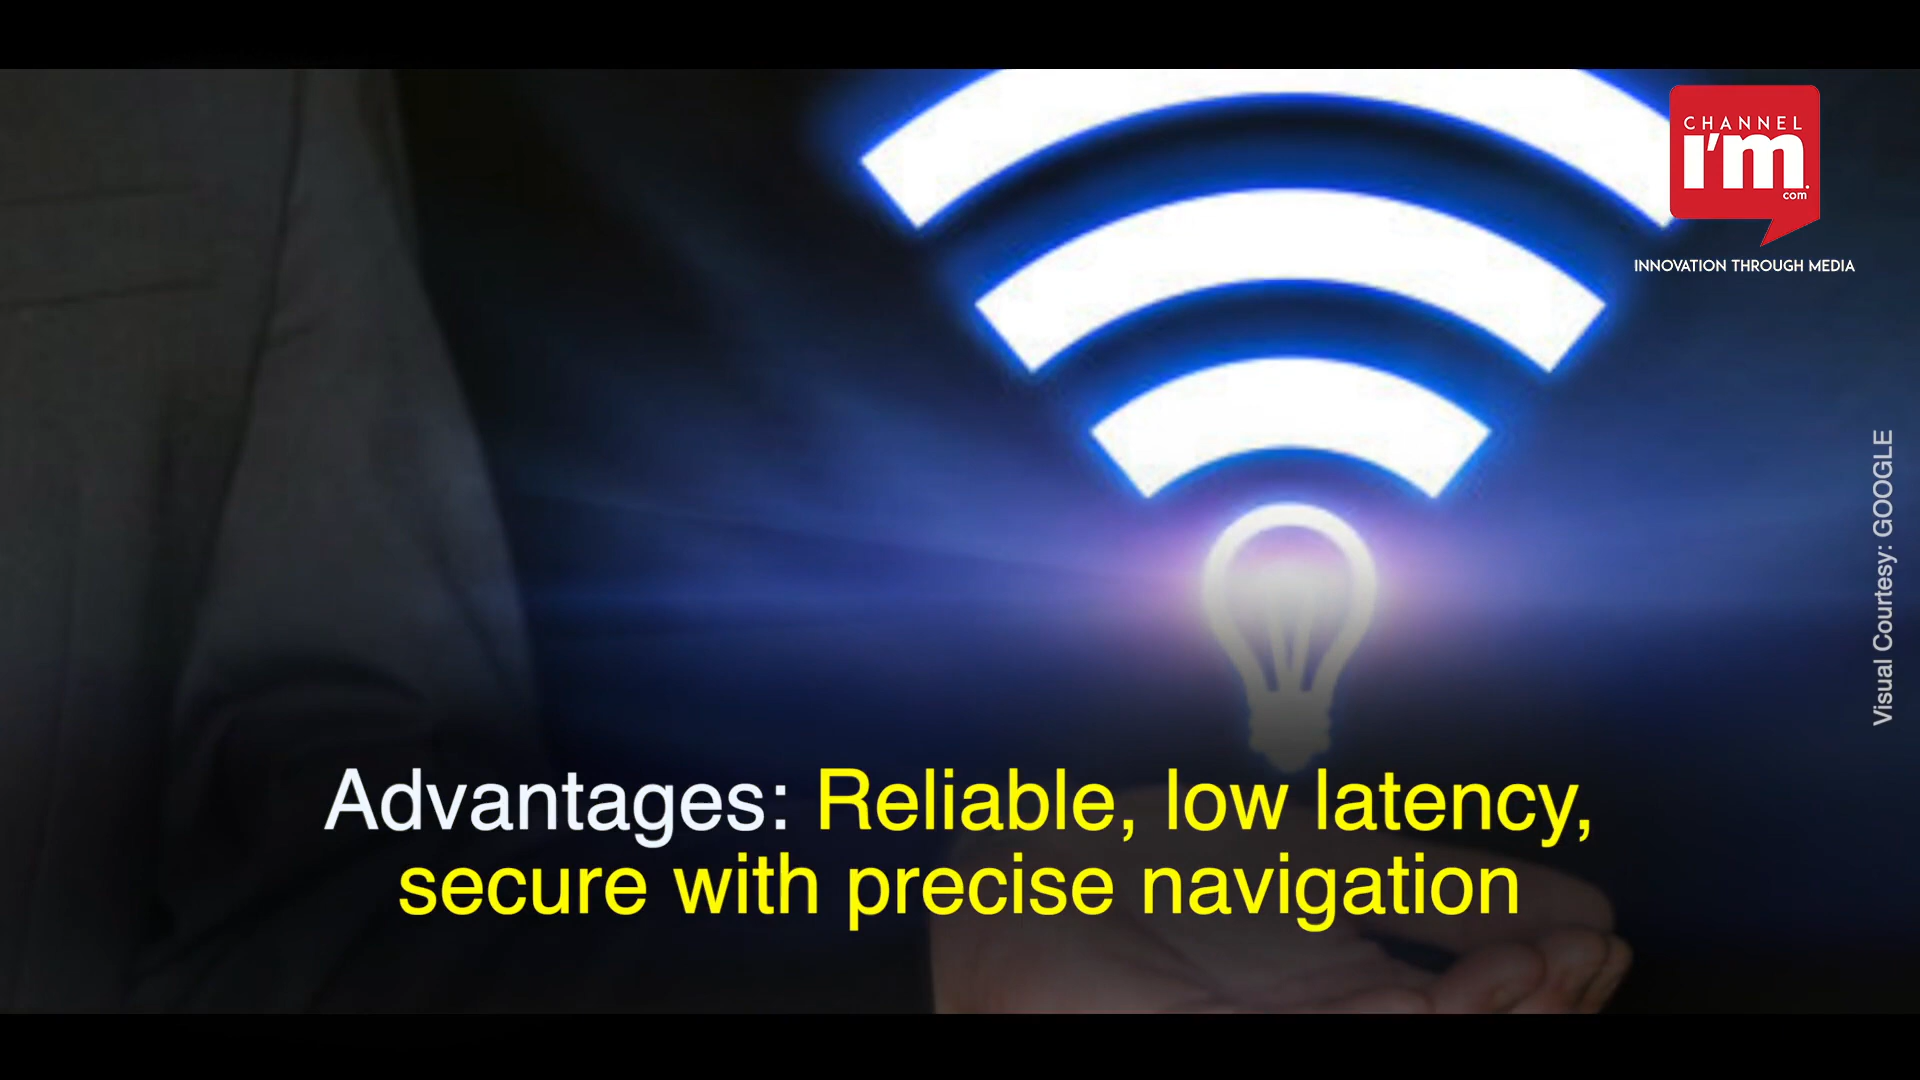 CHANNEL
i'm
.com
INNOVATION THROUGH MEDIA
Visual Courtesy: GOOGLE
Advantages: Reliable, low latency,
secure with precise navigation